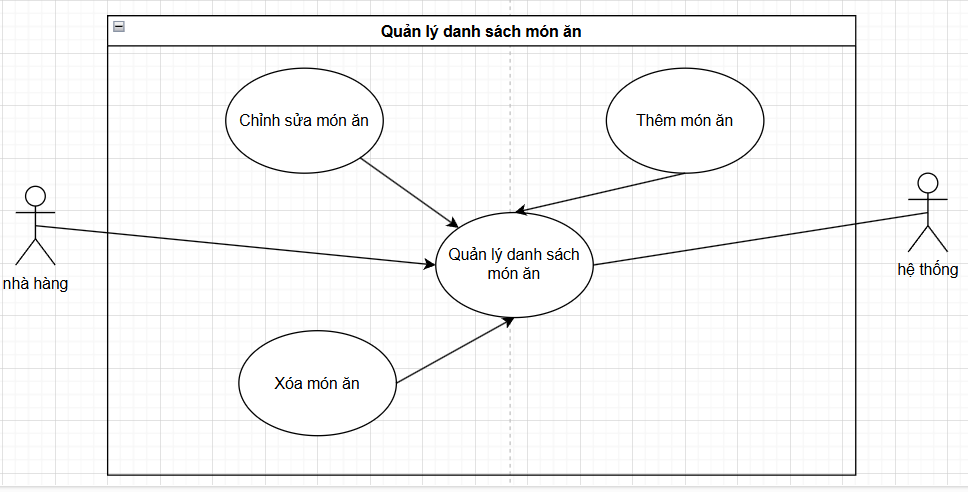 Quản lý danh sách món ăn
Chỉnh sửa món ăn
Thêm món ăn
Quản lý danh sách
món ăn
nhà hàng
hệ thống
Xóa món ăn